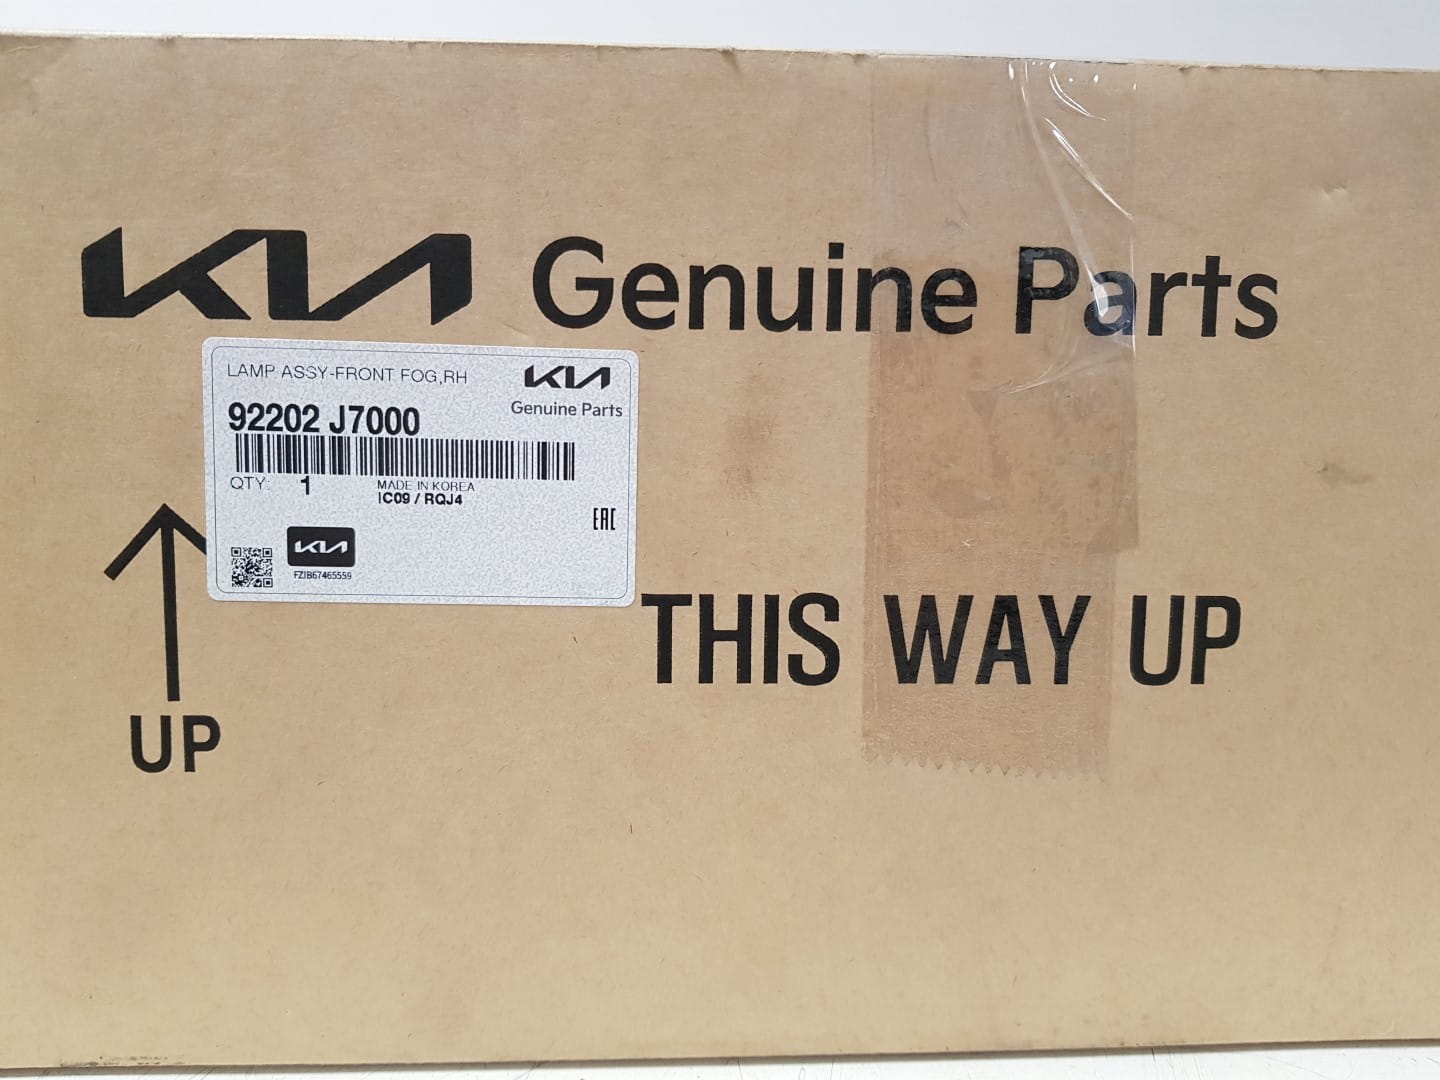 KIA Genuine Parts
LAMP ASSY-FRONT FOG,RH
KIA
Genuine Parts
92202 J7000
QTY: 1
MADE IN KOREA
IC09 / RQJ4
EAC
KIA
FZIB67465559
UP
THIS WAY UP